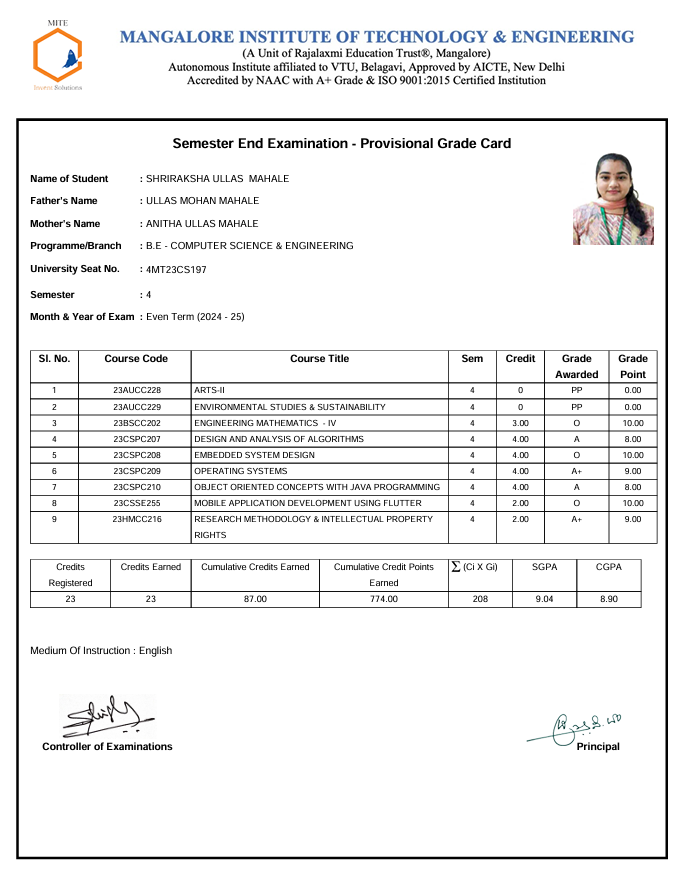 MITE
Invent Solutions
MANGALORE INSTITUTE OF TECHNOLOGY & ENGINEERING
(A Unit of Rajalaxmi Education Trust®, Mangalore)
Autonomous Institute affiliated to VTU, Belagavi, Approved by AICTE, New Delhi
Accredited by NAAC with A+ Grade & ISO 9001:2015 Certified Institution
Semester End Examination - Provisional Grade Card
Name of Student : SHRIRAKSHA ULLAS MAHALE
Father's Name : ULLAS MOHAN MAHALE
Mother's Name : ANITHA ULLAS MAHALE
Programme/Branch : B.E - COMPUTER SCIENCE & ENGINEERING
University Seat No. : 4MT23CS197
Semester : 4
Month & Year of Exam : Even Term (2024 - 25)
Sl. No. Course Code Course Title Sem Credit Grade Awarded Grade Point
1 23AUCC228 ARTS-II 4 0 PP 0.00
2 23AUCC229 ENVIRONMENTAL STUDIES & SUSTAINABILITY 4 0 PP 0.00
3 23BSCC202 ENGINEERING MATHEMATICS - IV 4 3.00 O 10.00
4 23CSPC207 DESIGN AND ANALYSIS OF ALGORITHMS 4 4.00 A 8.00
5 23CSPC208 EMBEDDED SYSTEM DESIGN 4 4.00 O 10.00
6 23CSPC209 OPERATING SYSTEMS 4 4.00 A+ 9.00
7 23CSPC210 OBJECT ORIENTED CONCEPTS WITH JAVA PROGRAMMING 4 4.00 A 8.00
8 23CSSE255 MOBILE APPLICATION DEVELOPMENT USING FLUTTER 4 2.00 O 10.00
9 23HMCC216 RESEARCH METHODOLOGY & INTELLECTUAL PROPERTY RIGHTS 4 2.00 A+ 9.00
Credits Registered Credits Earned Cumulative Credits Earned Cumulative Credit Points Earned ∑ (Ci X Gi) SGPA CGPA
23 23 87.00 774.00 208 9.04 8.90
Medium Of Instruction : English
Controller of Examinations
Principal